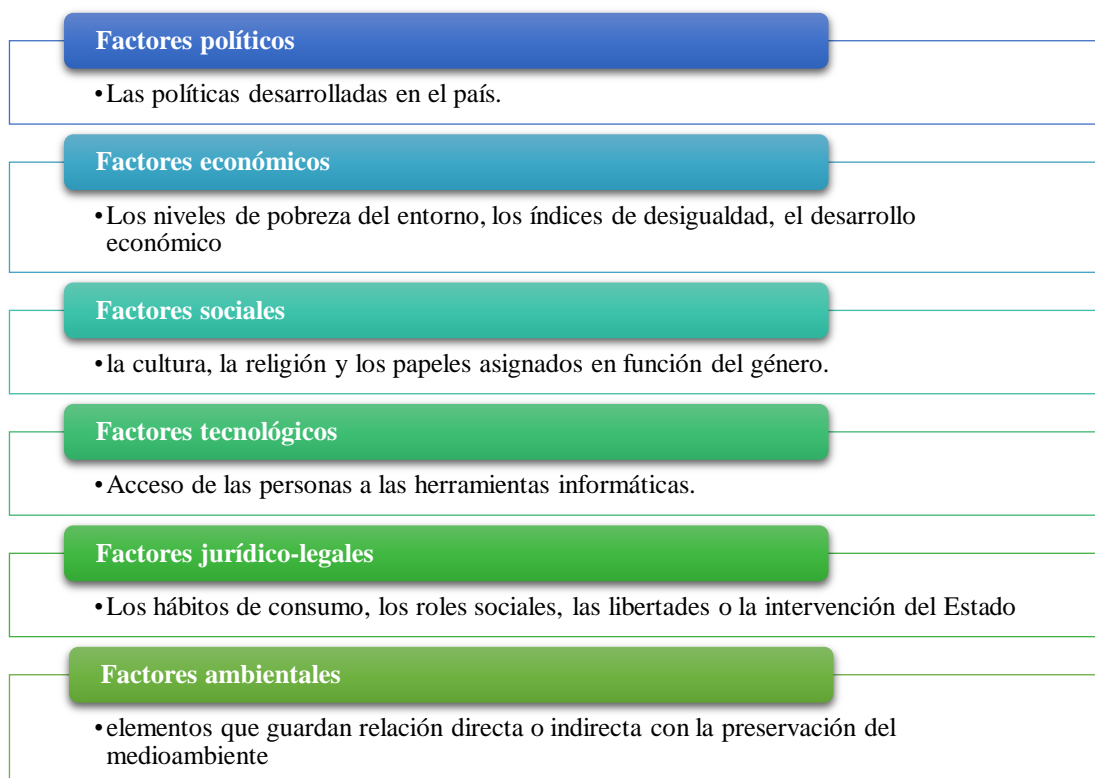 Factores políticos
•Las políticas desarrolladas en el país.
Factores económicos
•Los niveles de pobreza del entorno, los índices de desigualdad, el desarrollo
económico
Factores sociales
•la cultura, la religión y los papeles asignados en función del género.
Factores tecnológicos
•Acceso de las personas a las herramientas informáticas.
Factores jurídico-legales
•Los hábitos de consumo, los roles sociales, las libertades o la intervención del Estado
Factores ambientales
•elementos que guardan relación directa o indirecta con la preservación del
medioambiente